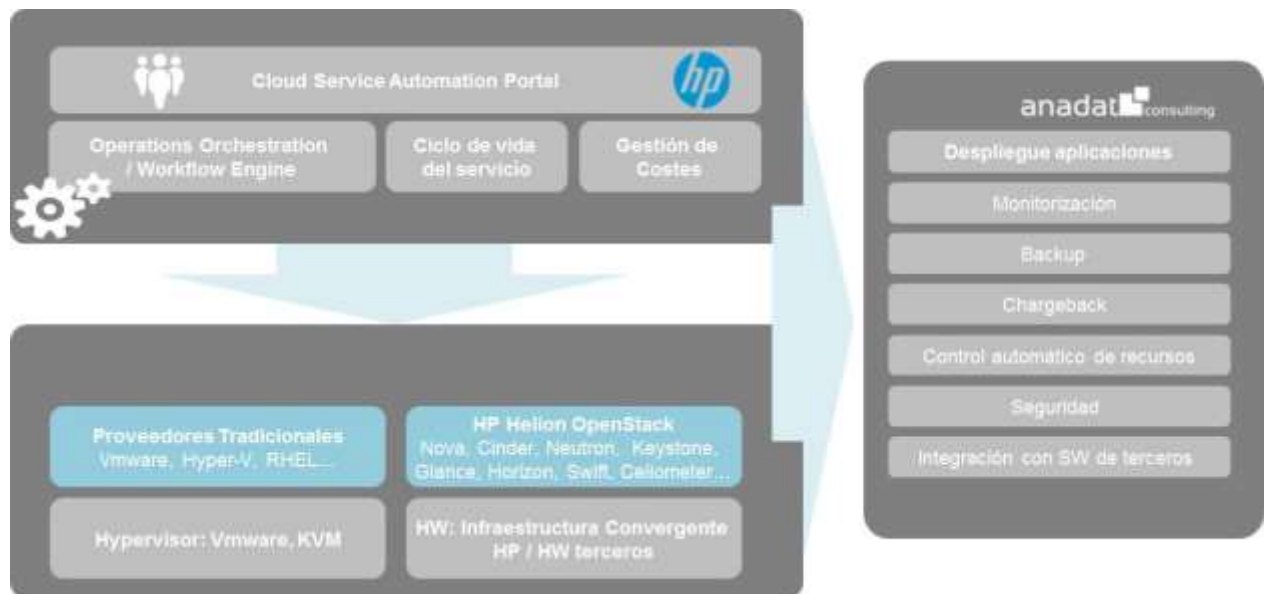 Cloud Service Automation Portal
hp
Operations Orchestration
/ Workflow Engine
Ciclo de vida
del servicio
Gestión de
Costes
Proveedores Tradicionales
Vmware, Hyper-V, RHEL...
HP Helion OpenStack
Nova, Cinder, Neutron, Keystone,
Glance, Horizon, Swift, Ceilometer...
Hypervisor: Vmware, KVM
HW: Infraestructura Convergente
HP / HW terceros
anadat consulting
Despliegue aplicaciones
Monitorización
Backup
Chargeback
Control automático de recursos
Seguridad
Integración con SW de terceros